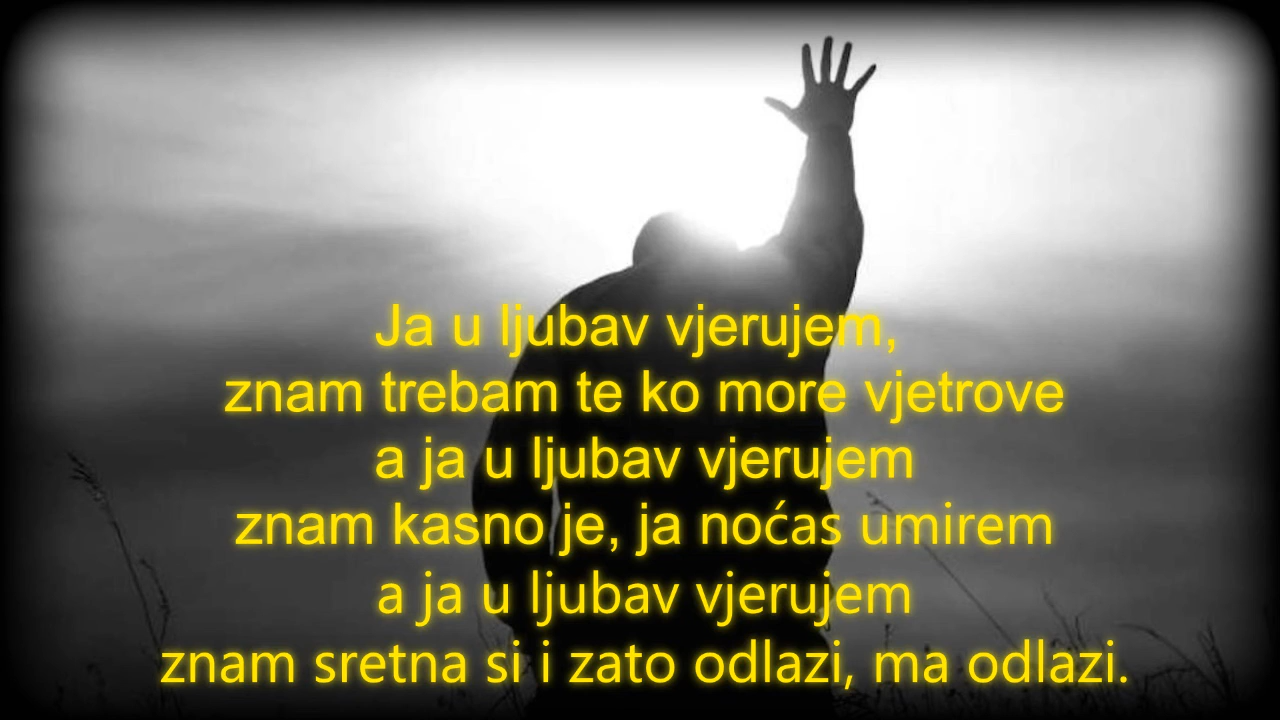 Ja u ljubav vjerujem,
znam trebam te ko more vjetrove
a ja u ljubav vjerujem
znam kasno je, ja noćas umirem
a ja u ljubav vjerujem
znam sretna si i zato odlazi, ma odlazi.